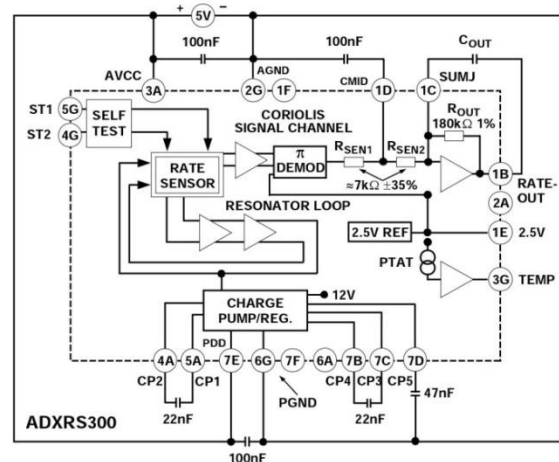 + 5V −
100nF
100nF
COUT
AVCC
AGND
CMID
SUMJ
3A
2G
1F
1D
1C
ST1
5G
ST2
4G
SELF
TEST
CORIOLIS
SIGNAL CHANNEL
ROUT
180kΩ 1%
RSEN1
RSEN2
π
DEMOD
RATE
SENSOR
≈7kΩ ±35%
1B
RATE-
OUT
2A
RESONATOR LOOP
2.5V REF
1E
2.5V
PTAT
3G
TEMP
12V
CHARGE
PUMP/REG.
PDD
4A
5A
7E
6G
7F
6A
7B
7C
7D
CP2
CP1
CP4
CP3
CP5
PGND
22nF
22nF
47nF
ADXRS300
100nF